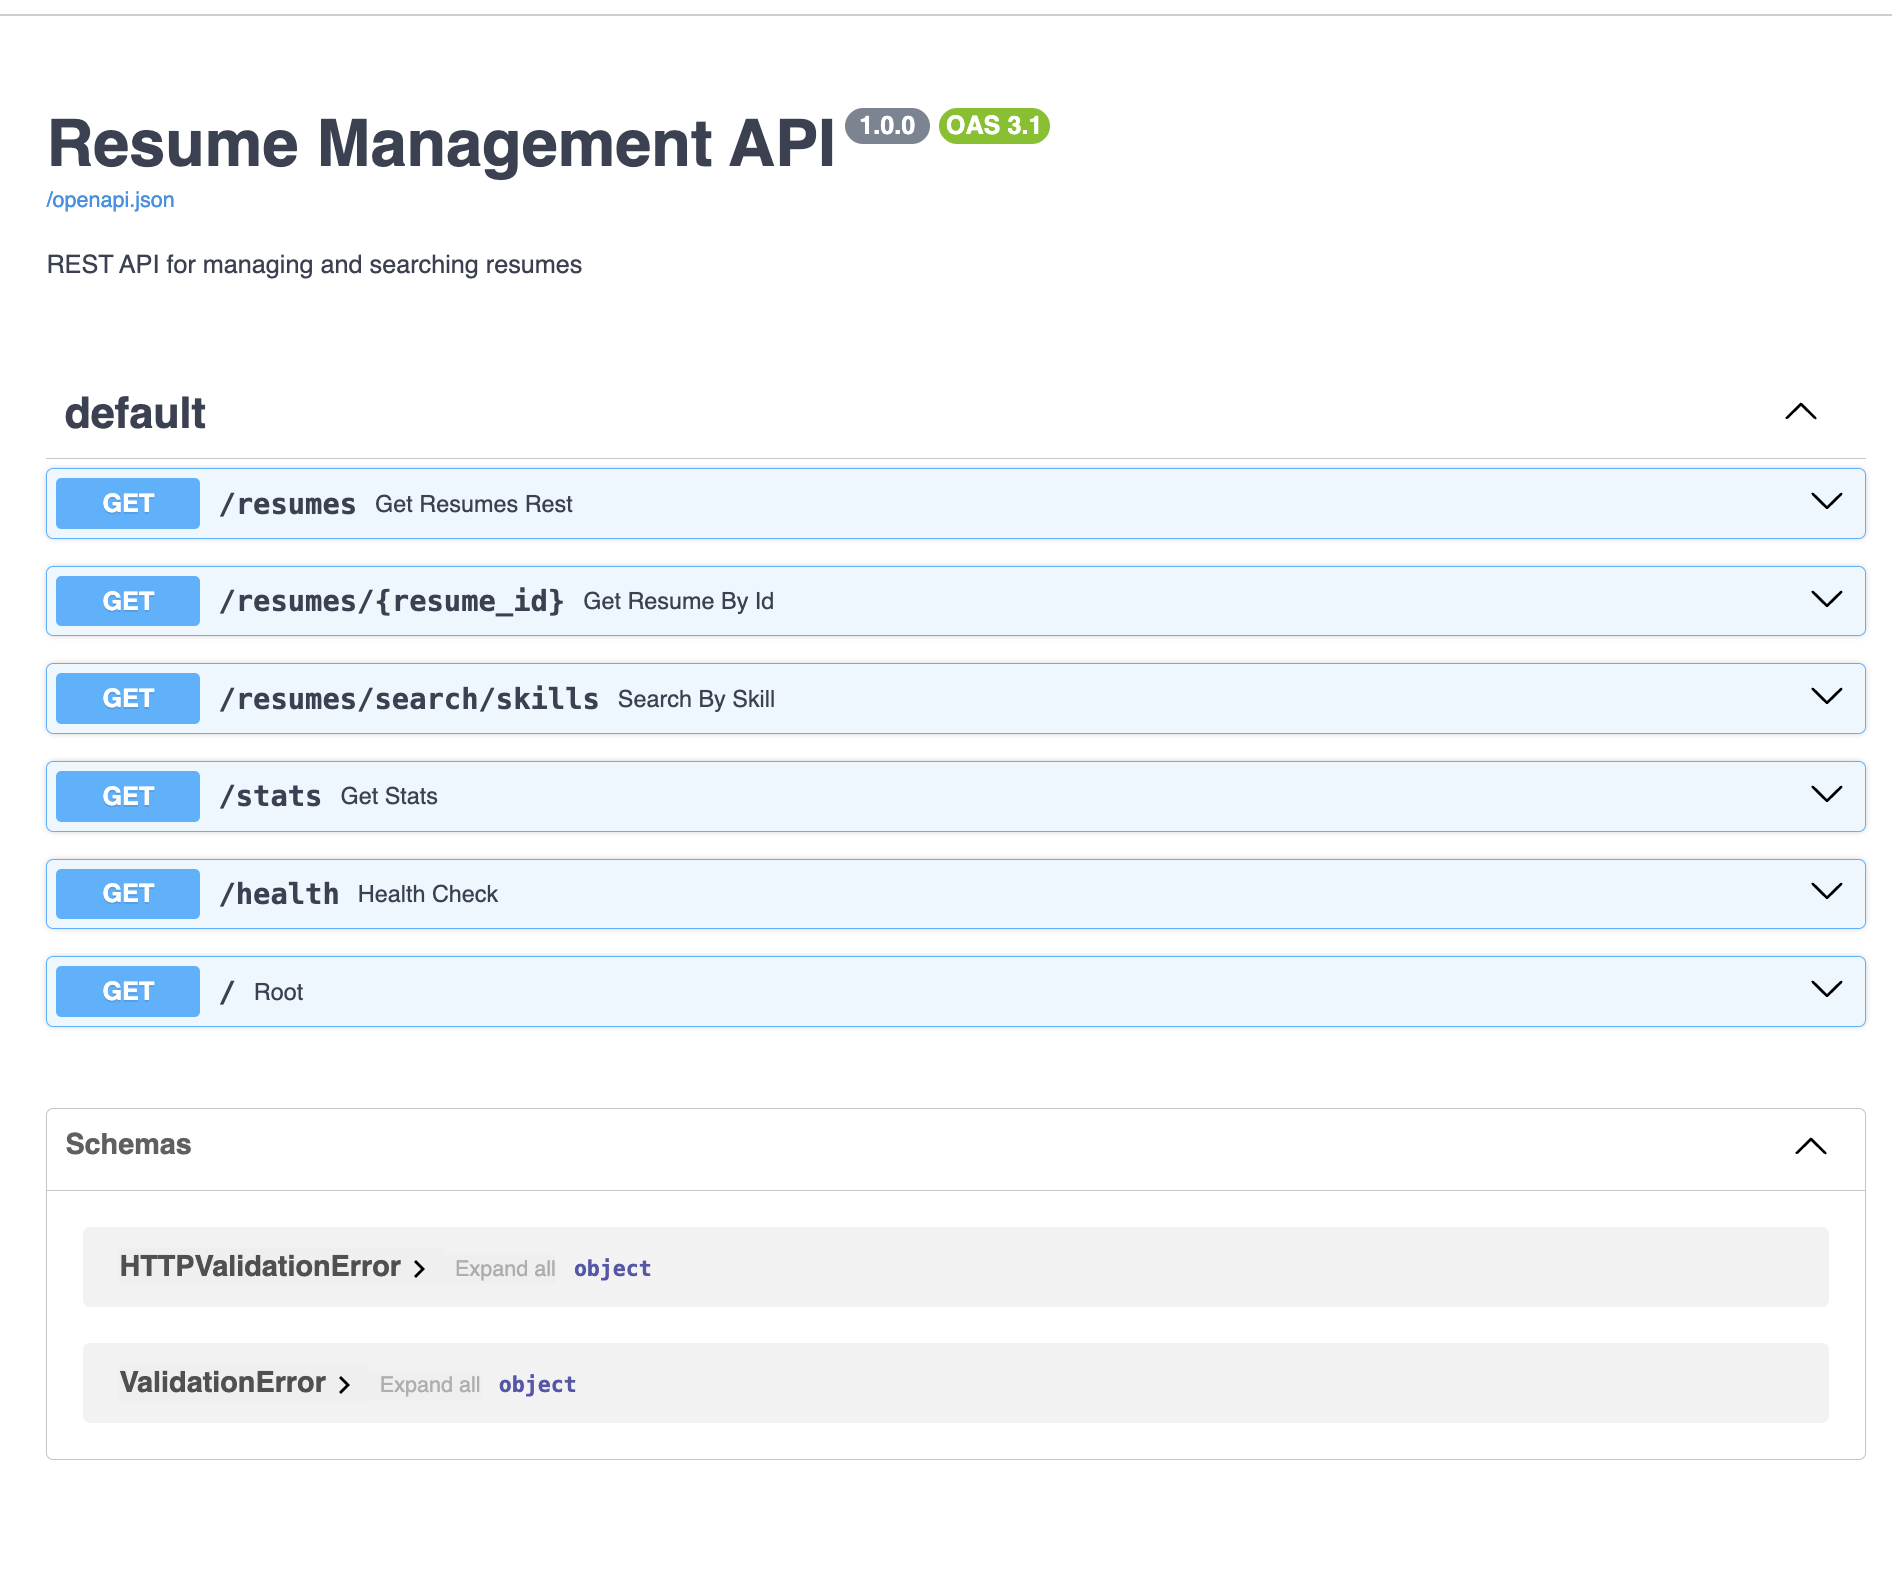 Resume Management API 1.0.0 OAS 3.1
/openapi.json
REST API for managing and searching resumes
default
GET /resumes Get Resumes Rest
GET /resumes/{resume_id} Get Resume By Id
GET /resumes/search/skills Search By Skill
GET /stats Get Stats
GET /health Health Check
GET / Root
Schemas
HTTPValidationError Expand all object
ValidationError Expand all object